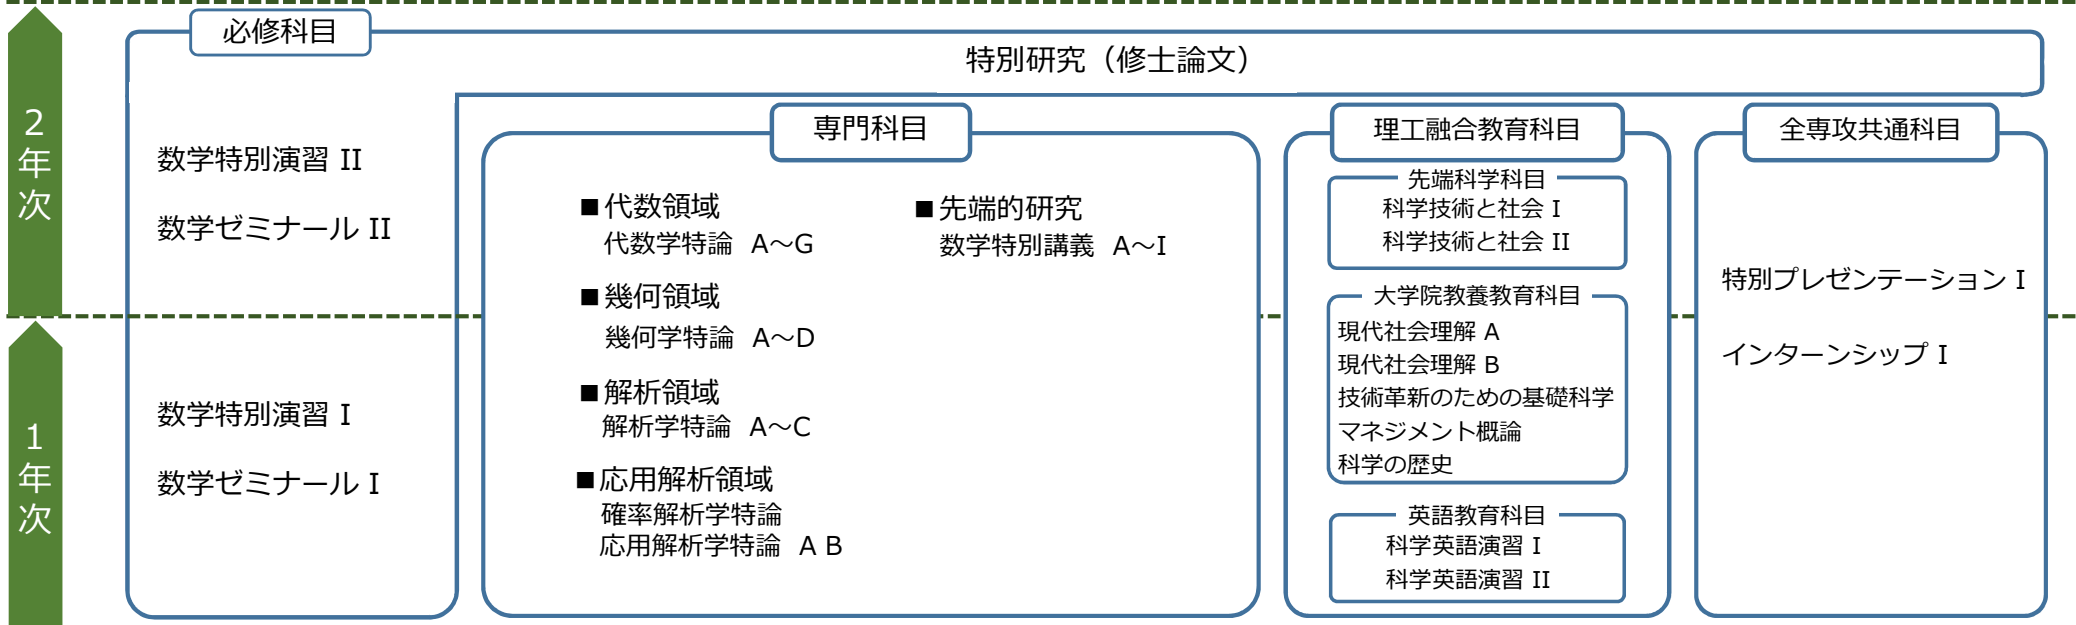 2年次
1年次
必修科目
特別研究（修士論文）
数学特別演習 II
数学ゼミナール II
数学特別演習 I
数学ゼミナール I
専門科目
■代数領域
代数学特論 A～G
■幾何領域
幾何学特論 A～D
■解析領域
解析学特論 A～C
■応用解析領域
確率解析学特論
応用解析学特論 A B
■先端的研究
数学特別講義 A～I
理工融合教育科目
先端科学科目
科学技術と社会 I
科学技術と社会 II
大学院教養教育科目
現代社会理解 A
現代社会理解 B
技術革新のための基礎科学
マネジメント概論
科学の歴史
英語教育科目
科学英語演習 I
科学英語演習 II
全専攻共通科目
特別プレゼンテーション I
インターンシップ I